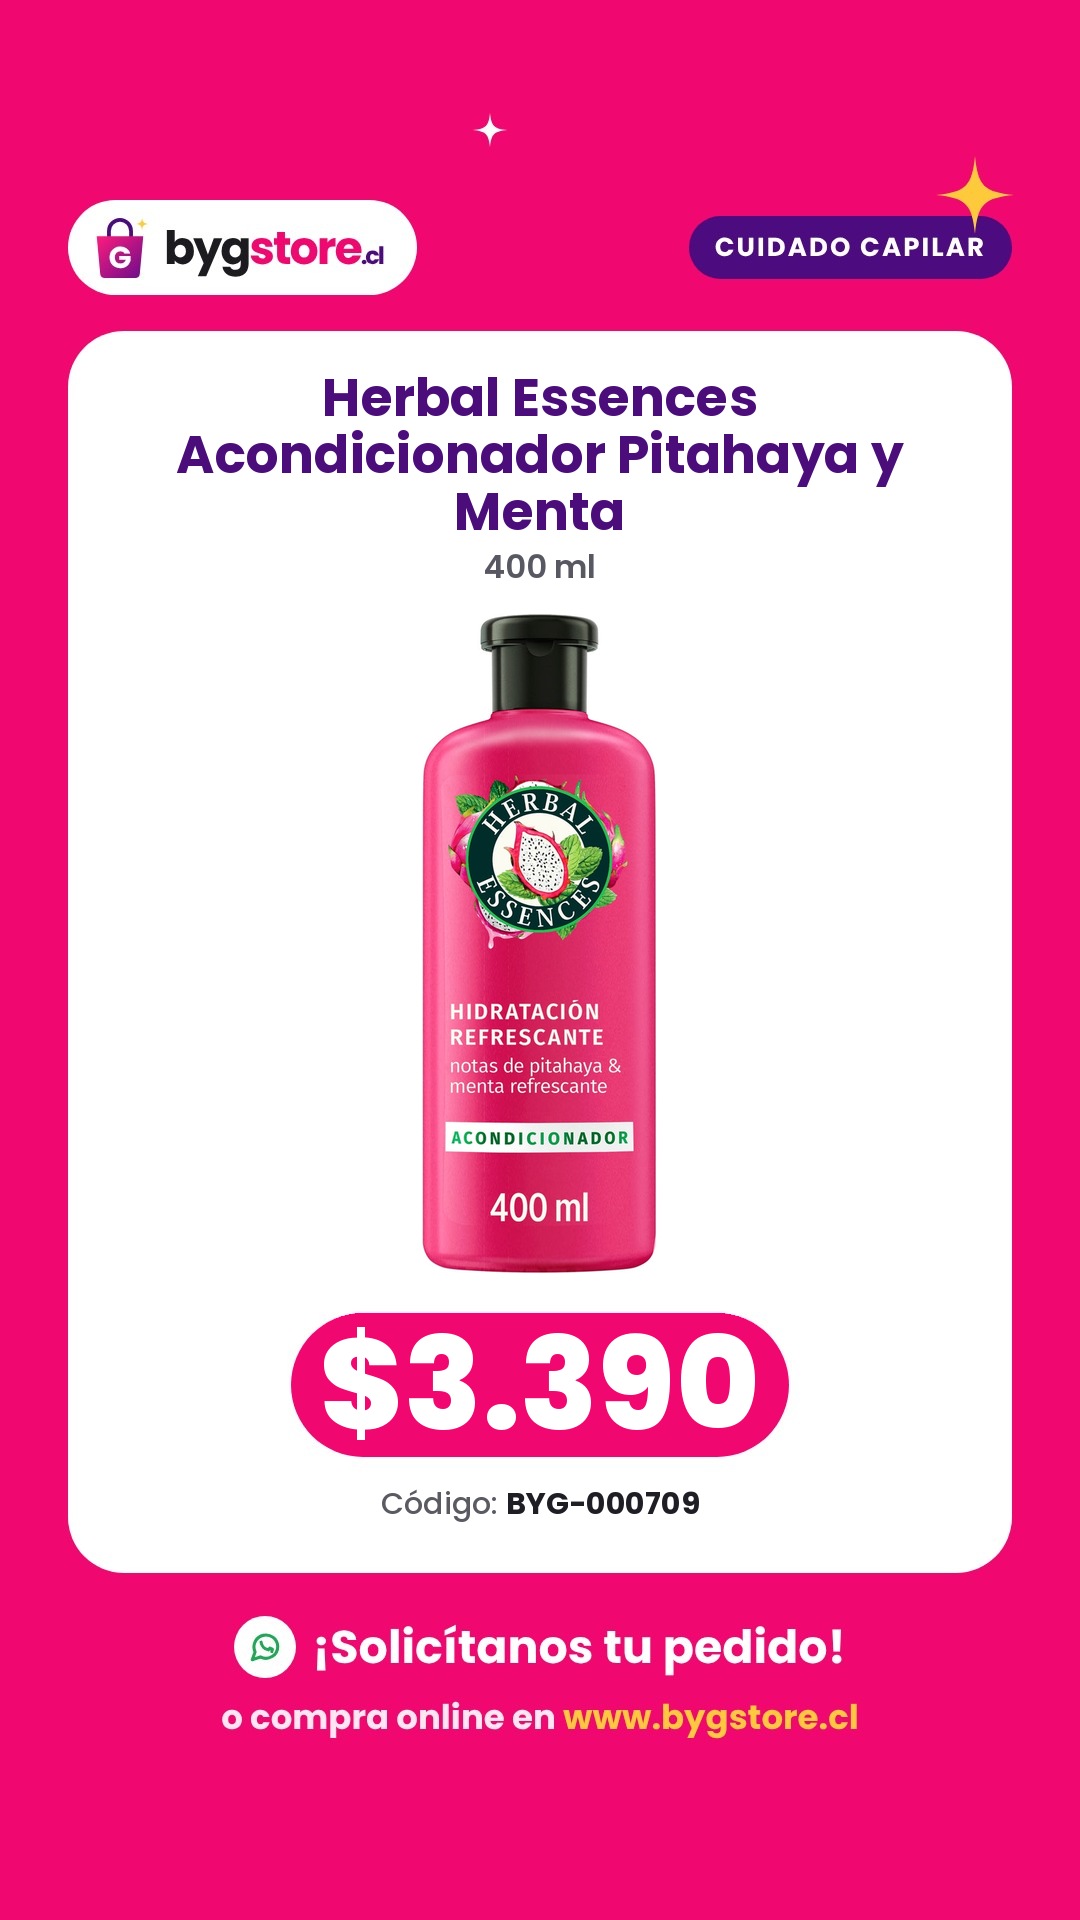 bygstore.cl
G
CUIDADO CAPILAR
Herbal Essences
Acondicionador Pitahaya y
Menta
400 ml
HERBAL
ESSENCES
HIDRATACIÓN
REFRESCANTE
notas de pitahaya &
menta refrescante
ACONDICIONADOR
400 ml
$3.390
Código: BYG-000709
¡Solicítanos tu pedido!
o compra online en www.bygstore.cl